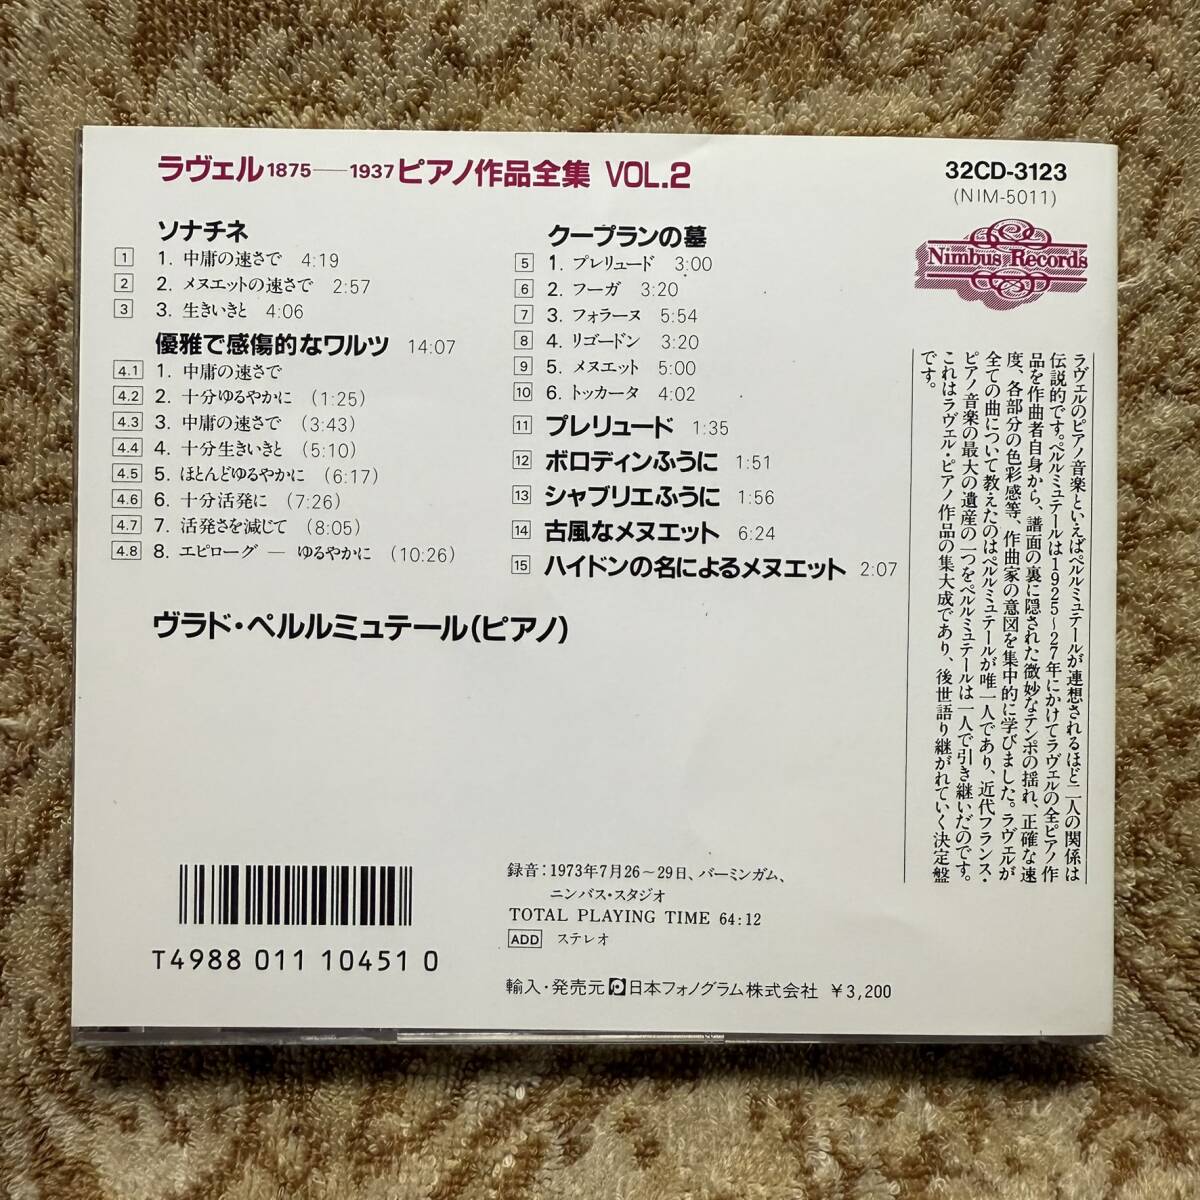 ラヴェル1875―1937ピアノ作品全集 VOL.2
32CD-3123
(NIM-5011)
Nimbus Records
ソナチネ
1 1. 中庸の速さで 4:19
2 2. メヌエットの速さで 2:57
3 3. 生きいきと 4:06
優雅で感傷的なワルツ 14:07
4.1 1. 中庸の速さで
4.2 2. 十分ゆるやかに (1:25)
4.3 3. 中庸の速さで (3:43)
4.4 4. 十分生きいきと (5:10)
4.5 5. ほとんどゆるやかに (6:17)
4.6 6. 十分活発に (7:26)
4.7 7. 活発さを減じて (8:05)
4.8 8. エピローグ ― ゆるやかに (10:26)
クープランの墓
5 1. プレリュード 3:00
6 2. フーガ 3:20
7 3. フォラーヌ 5:54
8 4. リゴードン 3:20
9 5. メヌエット 5:00
10 6. トッカータ 4:02
11 プレリュード 1:35
12 ボロディンふうに 1:51
13 シャブリエふうに 1:56
14 古風なメヌエット 6:24
15 ハイドンの名によるメヌエット 2:07
ヴラド・ペルルミュテール(ピアノ)
ラヴェルのピアノ音楽といえばペルルミュテールが連想されるほど二人の関係は
伝説的です。ペルルミュテールは1925~27年にかけてラヴェルの全ピアノ作
品を作曲者自身から、譜面の裏に隠された微妙なテンポの揺れ、正確な速
度、各部分の色彩感等、作曲家の意図を集中的に学びました。ラヴェルが
全ての曲について教えたのはペルルミュテールが唯一人であり、近代フランス・
ピアノ音楽の最大の遺産の一つをペルルミュテールは一人で引き継いだのです。
これはラヴェル・ピアノ作品の集大成であり、後世語り継がれていく決定盤
です。
T4988 011 10451 0
録音:1973年7月26~29日、バーミンガム、
ニンバス・スタジオ
TOTAL PLAYING TIME 64:12
ADD ステレオ
輸入・発売元 日本フォノグラム株式会社 ¥3,200